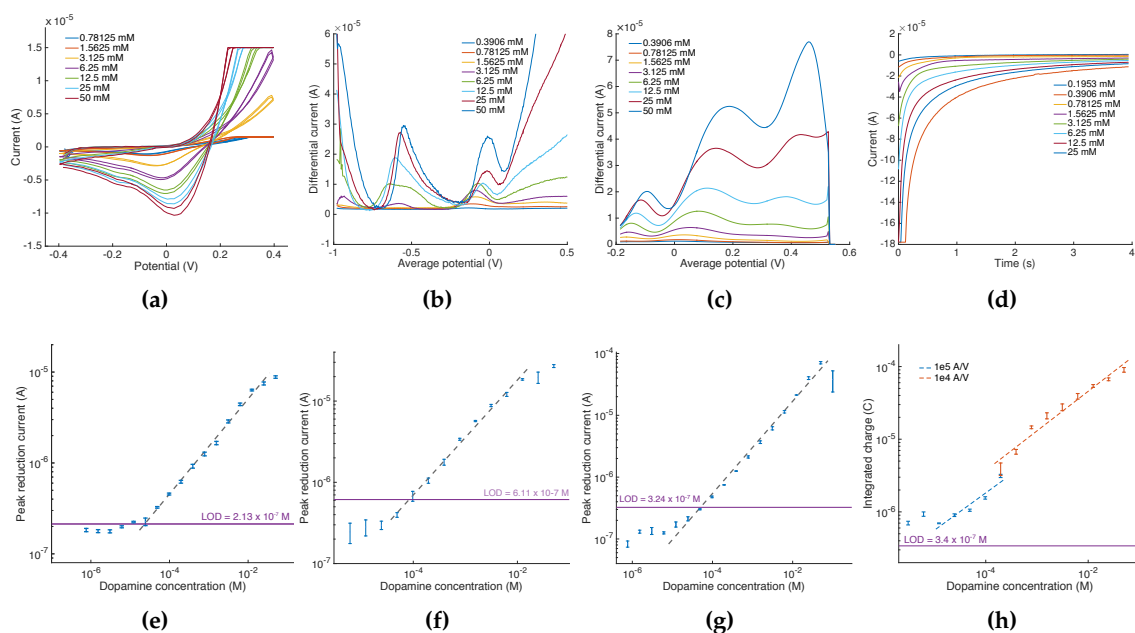 ×10⁻⁵
1.5
1
0.5
0
-0.5
-1
-1.5
Current (A)
0.78125 mM
1.5625 mM
3.125 mM
6.25 mM
12.5 mM
25 mM
50 mM
-0.4 -0.2 0 0.2 0.4
Potential (V)
(a)
×10⁻⁵
6
5
4
3
2
1
0
-1
Differential current (A)
0.3906 mM
0.78125 mM
1.5625 mM
3.125 mM
6.25 mM
12.5 mM
25 mM
50 mM
-1 -0.5 0 0.5
Average potential (V)
(b)
×10⁻⁵
8
7
6
5
4
3
2
1
0
Differential current (A)
0.3906 mM
0.78125 mM
1.5625 mM
3.125 mM
6.25 mM
12.5 mM
25 mM
50 mM
-0.2 0 0.2 0.4 0.6
Average potential (V)
(c)
×10⁻⁵
2
0
-2
-4
-6
-8
-10
-12
-14
-16
-18
Current (A)
0.1953 mM
0.3906 mM
0.78125 mM
1.5625 mM
3.125 mM
6.25 mM
12.5 mM
25 mM
0 1 2 3 4
Time (s)
(d)
10⁻⁵
10⁻⁶
10⁻⁷
Peak reduction current (A)
LOD = 2.13 x 10⁻⁷ M
10⁻⁶ 10⁻⁴ 10⁻²
Dopamine concentration (M)
(e)
10⁻⁴
10⁻⁵
10⁻⁶
10⁻⁷
Peak reduction current (A)
LOD = 6.11 x 10-7 M
10⁻⁴ 10⁻²
Dopamine concentration (M)
(f)
10⁻⁴
10⁻⁵
10⁻⁶
10⁻⁷
Peak reduction current (A)
LOD = 3.24 x 10⁻⁷ M
10⁻⁶ 10⁻⁴ 10⁻²
Dopamine concentration (M)
(g)
10⁻⁴
10⁻⁵
10⁻⁶
Integrated charge (C)
1e5 A/V
1e4 A/V
LOD = 3.4 x 10⁻⁷ M
10⁻⁴ 10⁻²
Dopamine concentration (M)
(h)